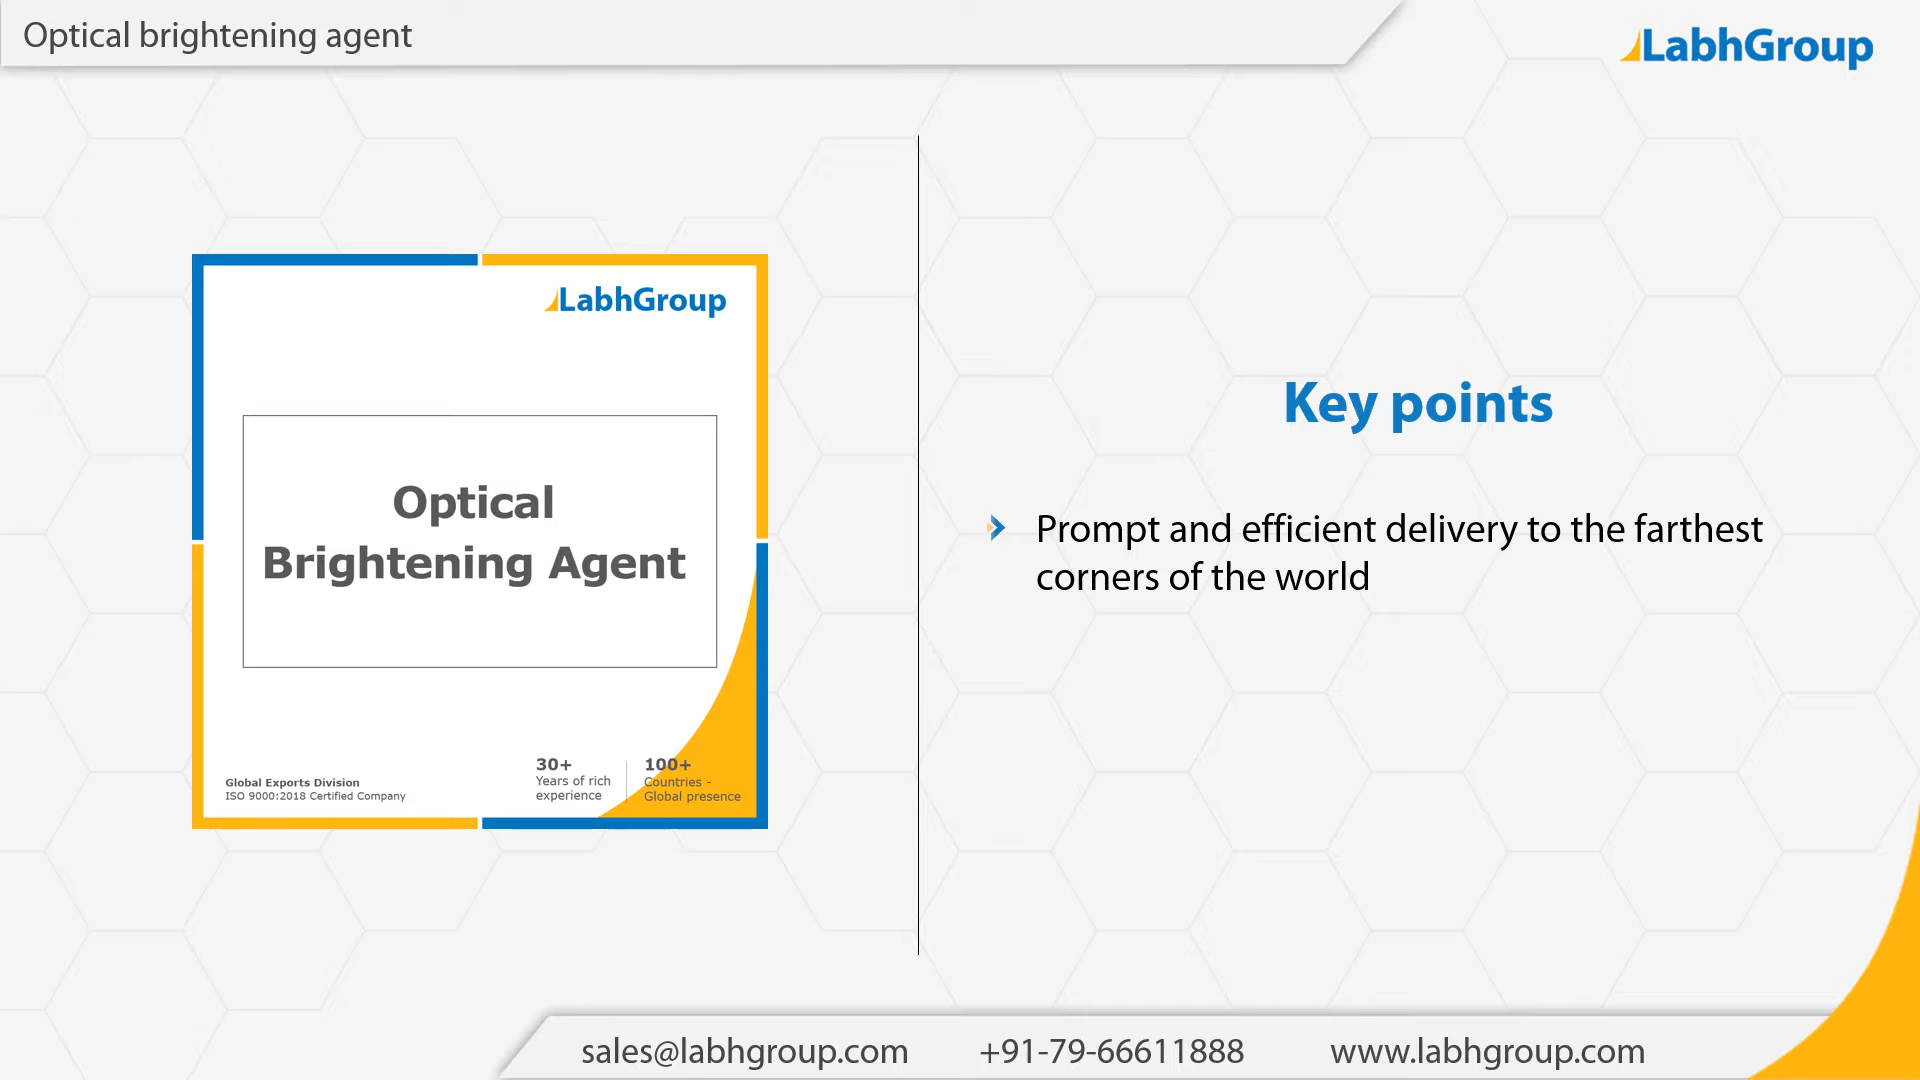 Optical brightening agent
LabhGroup
LabhGroup
Optical
Brightening Agent
Global Exports Division
ISO 9000:2018 Certified Company
30+
Years of rich
experience
100+
Countries -
Global presence
Key points
Prompt and efficient delivery to the farthest
corners of the world
sales@labhgroup.com +91-79-66611888 www.labhgroup.com